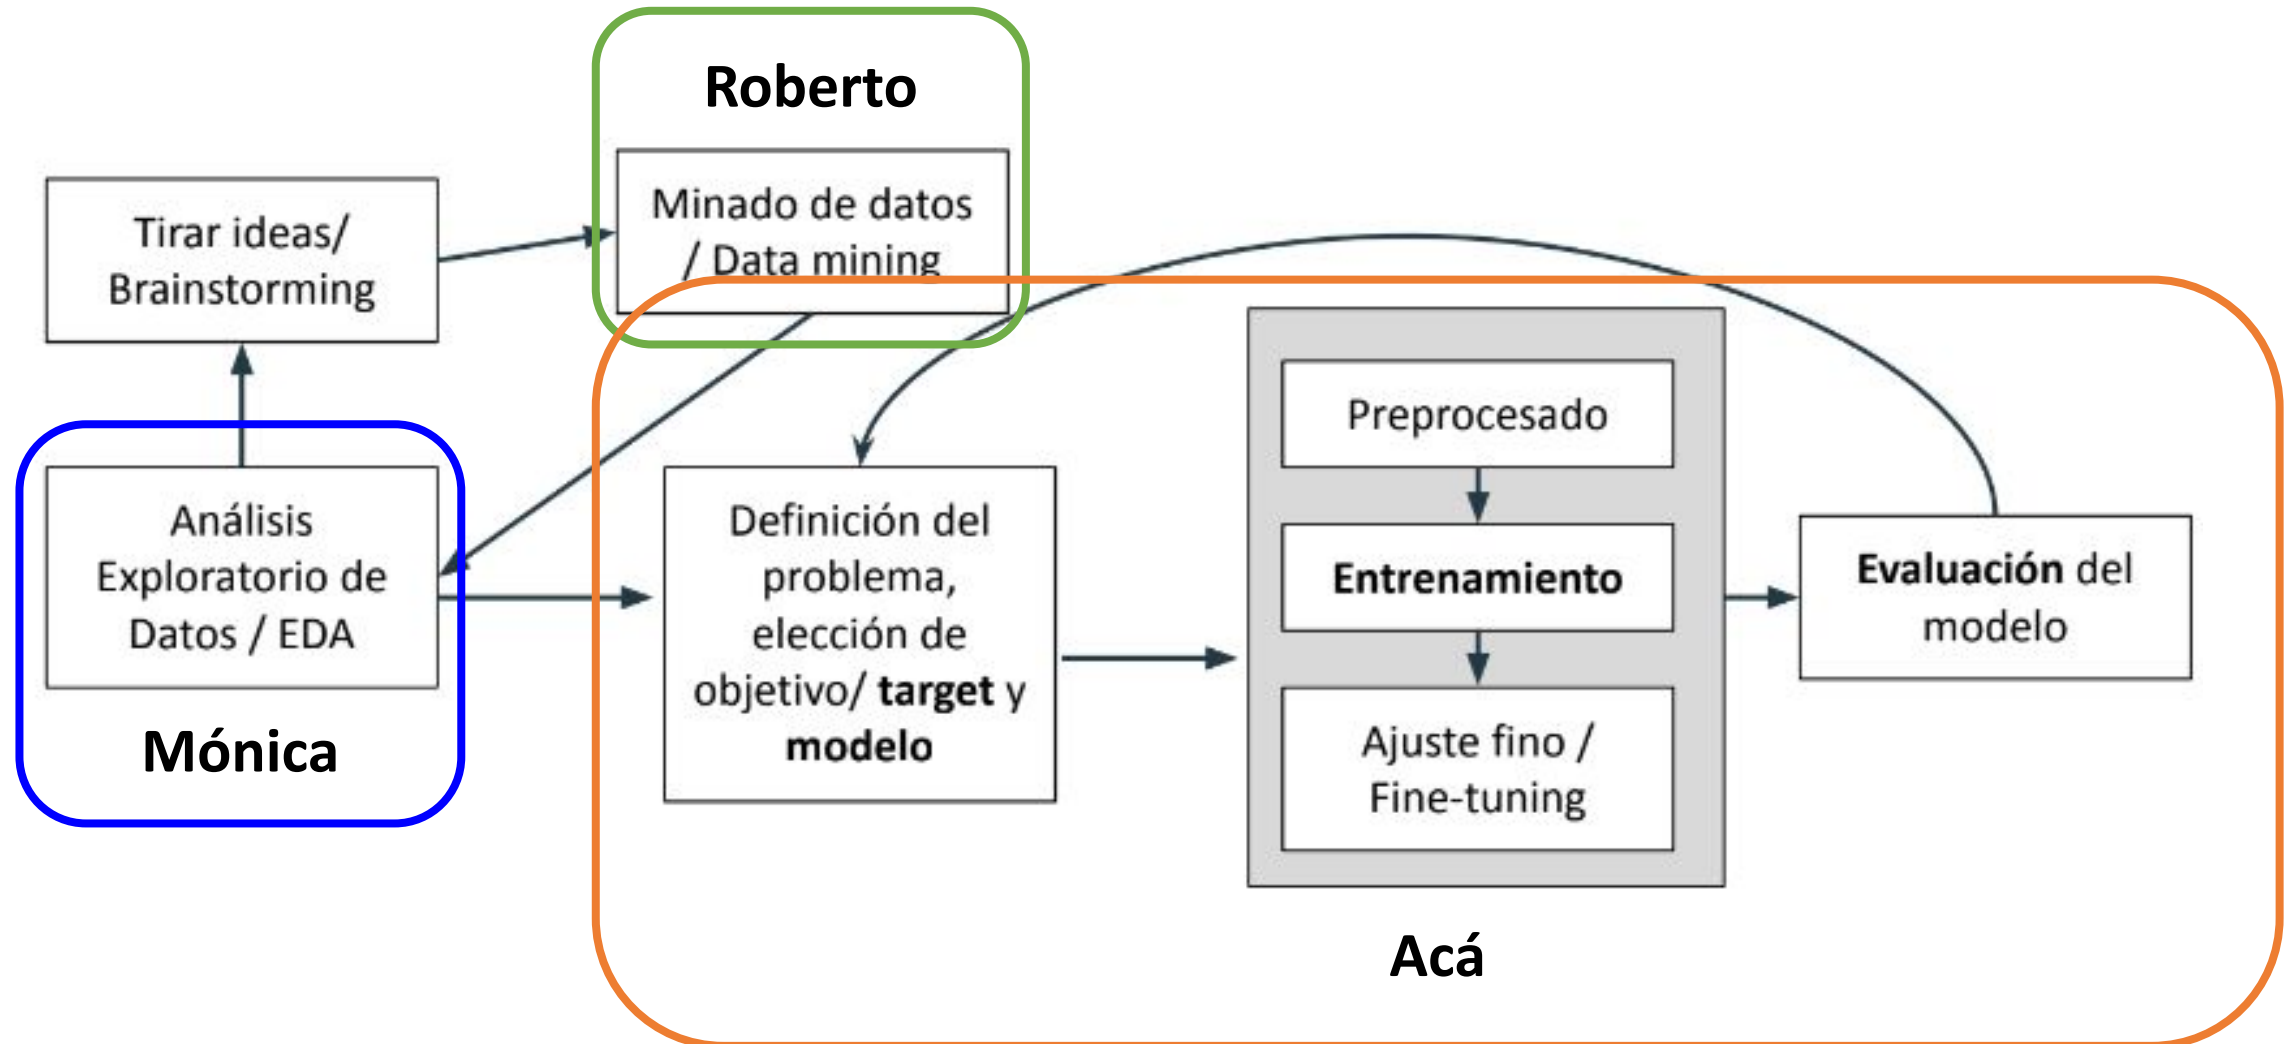 Roberto
Minado de datos
/ Data mining
Tirar ideas/
Brainstorming
Análisis
Exploratorio de
Datos / EDA
Mónica
Definición del
problema,
elección de
objetivo/ target y
modelo
Preprocesado
Entrenamiento
Ajuste fino /
Fine-tuning
Evaluación del
modelo
Acá